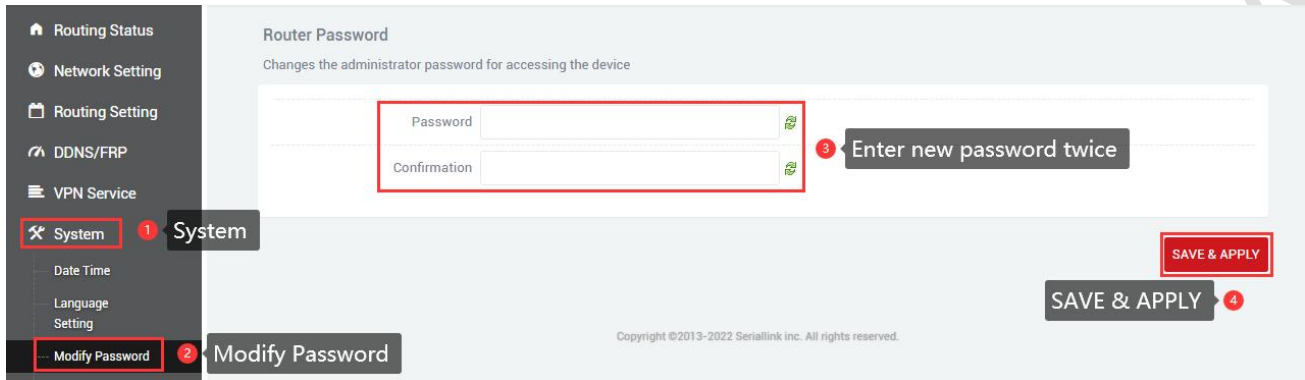 Routing Status
Network Setting
Routing Setting
DDNS/FRP
VPN Service
System
1 System
Date Time
Language
Setting
Modify Password
2 Modify Password
Router Password
Changes the administrator password for accessing the device
Password
Confirmation
3 Enter new password twice
SAVE & APPLY
SAVE & APPLY 4
Copyright ©2013-2022 Seriallink inc. All rights reserved.